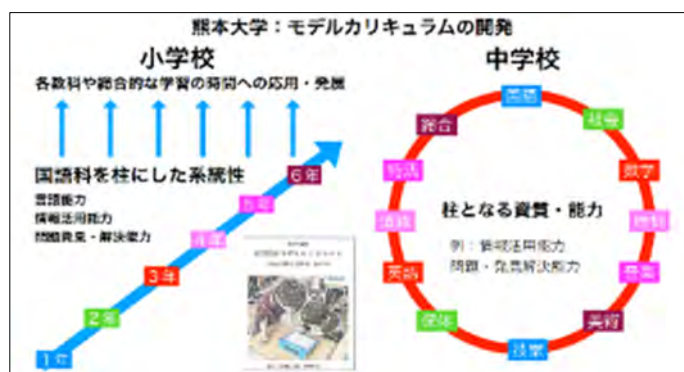 熊本大学：モデルカリキュラムの開発
小学校
各教科や総合的な学習の時間への応用・発展
国語科を柱にした系統性
言語能力
情報活用能力
問題発見・解決能力
1年
2年
3年
4年
5年
6年
中学校
国語
社会
数学
理科
音楽
美術
技家
保体
英語
道徳
特活
総合
柱となる資質・能力
例：情報活用能力
問題・発見解決能力